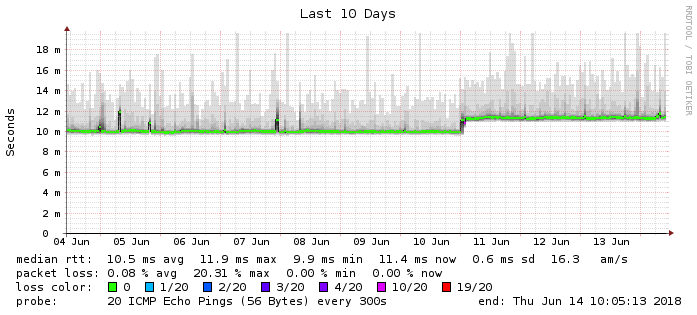 Last 10 Days
RRDTOOL / TOBI OETIKER
Seconds
18 m
16 m
14 m
12 m
10 m
8 m
6 m
4 m
2 m
0
04 Jun 05 Jun 06 Jun 07 Jun 08 Jun 09 Jun 10 Jun 11 Jun 12 Jun 13 Jun
median rtt: 10.5 ms avg 11.9 ms max 9.9 ms min 11.4 ms now 0.6 ms sd 16.3 am/s
packet loss: 0.08 % avg 20.31 % max 0.00 % min 0.00 % now
loss color: 0 1/20 2/20 3/20 4/20 10/20 19/20
probe: 20 ICMP Echo Pings (56 Bytes) every 300s end: Thu Jun 14 10:05:13 2018